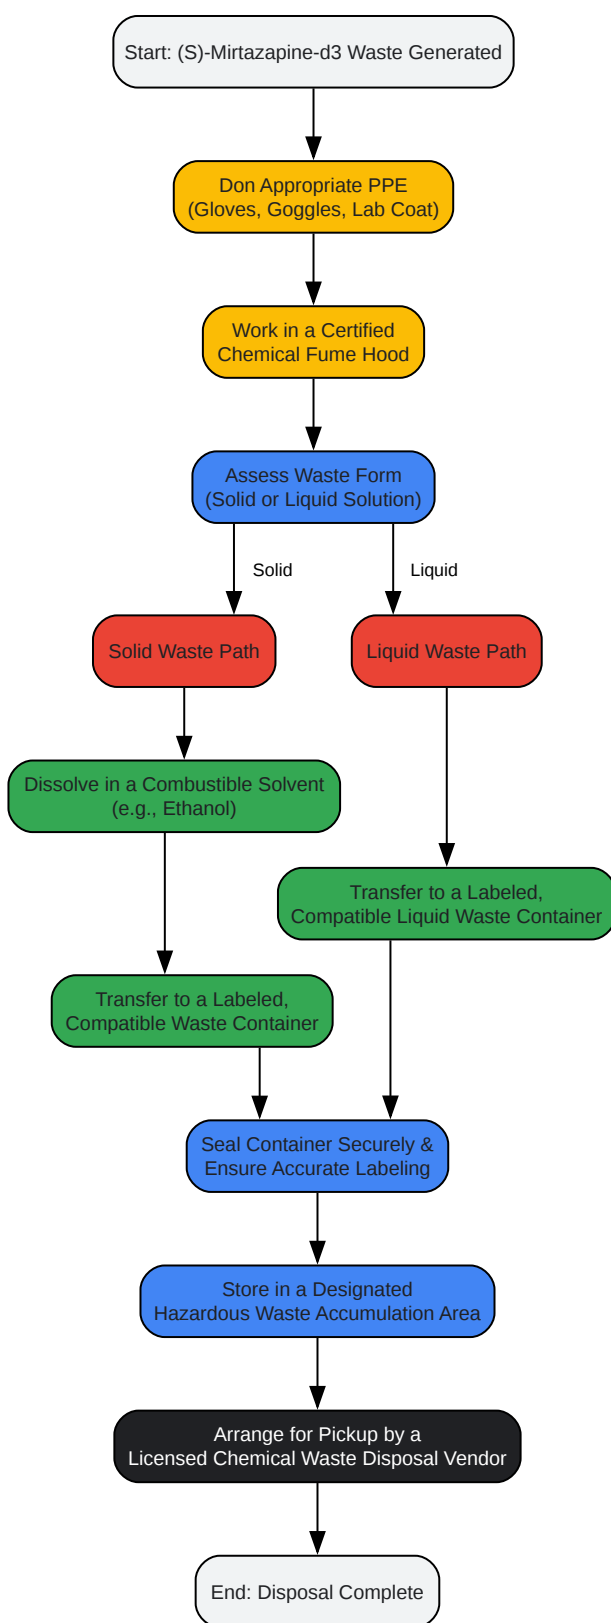 Start: (S)-Mirtazapine-d3 Waste Generated
Don Appropriate PPE
(Gloves, Goggles, Lab Coat)
Work in a Certified
Chemical Fume Hood
Assess Waste Form
(Solid or Liquid Solution)
Solid
Liquid
Solid Waste Path
Liquid Waste Path
Dissolve in a Combustible Solvent
(e.g., Ethanol)
Transfer to a Labeled,
Compatible Liquid Waste Container
Transfer to a Labeled,
Compatible Waste Container
Seal Container Securely &
Ensure Accurate Labeling
Store in a Designated
Hazardous Waste Accumulation Area
Arrange for Pickup by a
Licensed Chemical Waste Disposal Vendor
End: Disposal Complete